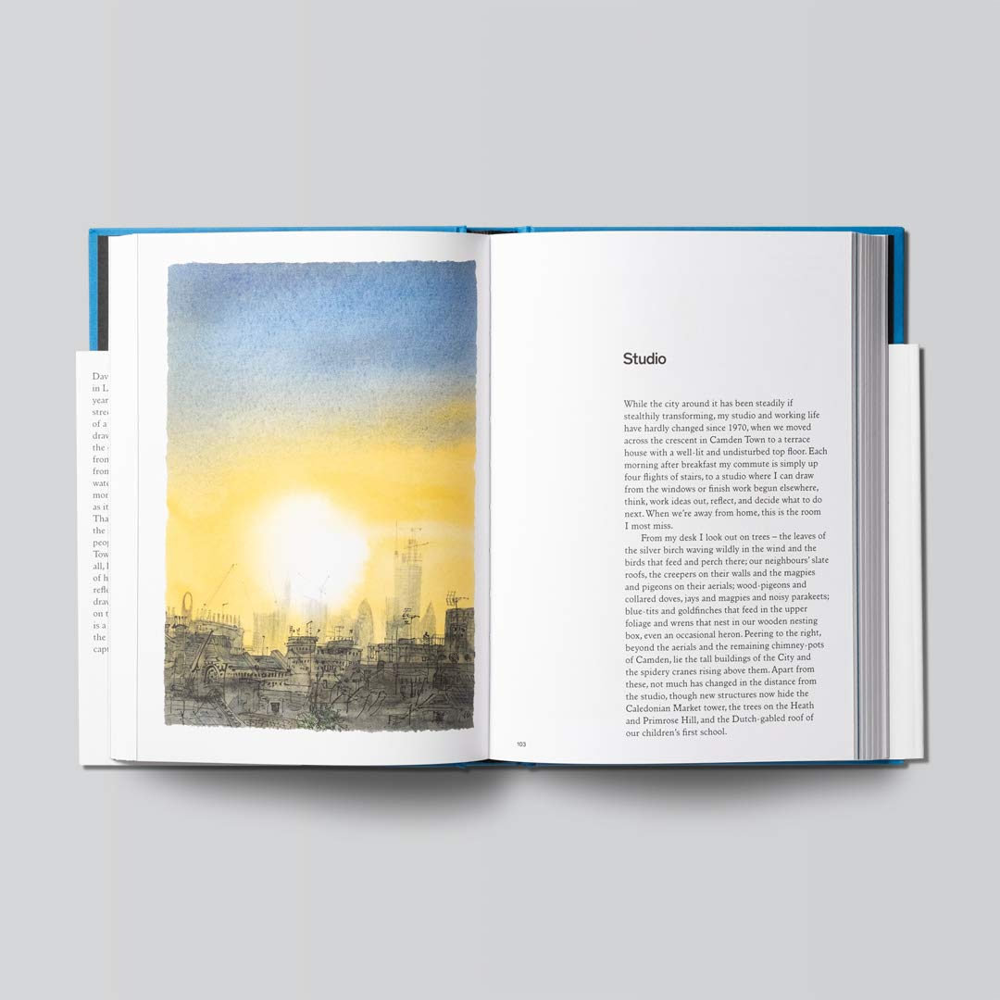 Dav
in L
year
stree
of a
draw
the
from
from
wate
mor
as it
Tha
the
peop
Tow
all, 
of h
refle
draw
on t
is a
the
capt
Studio
While the city around it has been steadily if
stealthily transforming, my studio and working life
have hardly changed since 1970, when we moved
across the crescent in Camden Town to a terrace
house with a well-lit and undisturbed top floor. Each
morning after breakfast my commute is simply up
four flights of stairs, to a studio where I can draw
from the windows or finish work begun elsewhere,
think, work ideas out, reflect, and decide what to do
next. When we’re away from home, this is the room
I most miss.
From my desk I look out on trees – the leaves of
the silver birch waving wildly in the wind and the
birds that feed and perch there; our neighbours’ slate
roofs, the creepers on their walls and the magpies
and pigeons on their aerials; wood-pigeons and
collared doves, jays and magpies and noisy parakeets;
blue-tits and goldfinches that feed in the upper
foliage and wrens that nest in our wooden nesting
box, even an occasional heron. Peering to the right,
beyond the aerials and the remaining chimney-pots
of Camden, lie the tall buildings of the City and
the spidery cranes rising above them. Apart from
these, not much has changed in the distance from
the studio, though new structures now hide the
Caledonian Market tower, the trees on the Heath
and Primrose Hill, and the Dutch-gabled roof of
our children’s first school.
103